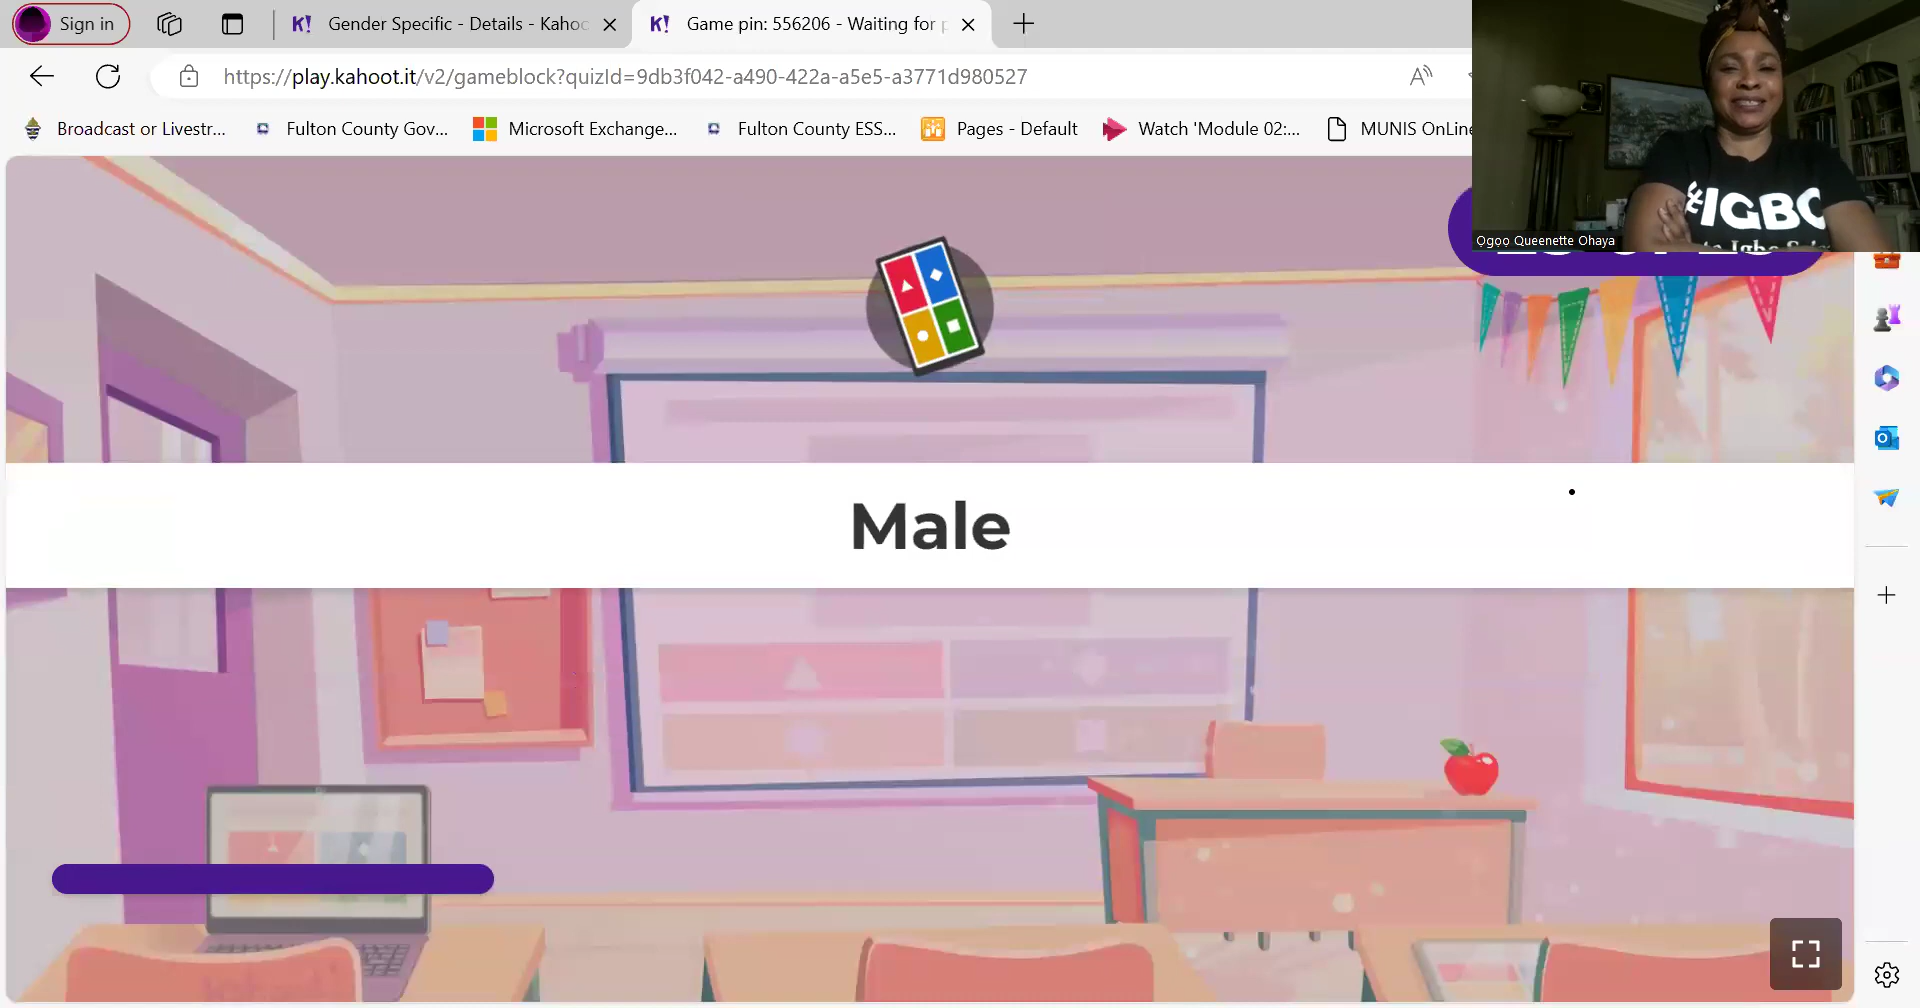 Sign in
Gender Specific - Details - Kahoo
Game pin: 556206 - Waiting for p
https://play.kahoot.it/v2/gameblock?quizId=9db3f042-a490-422a-a5e5-a3771d980527
Broadcast or Livestr...
Fulton County Gov...
Microsoft Exchange...
Fulton County ESS...
Pages - Default
Watch 'Module 02:...
MUNIS OnLine
IGBO
Ọgọọ Queenette Ohaya
Male